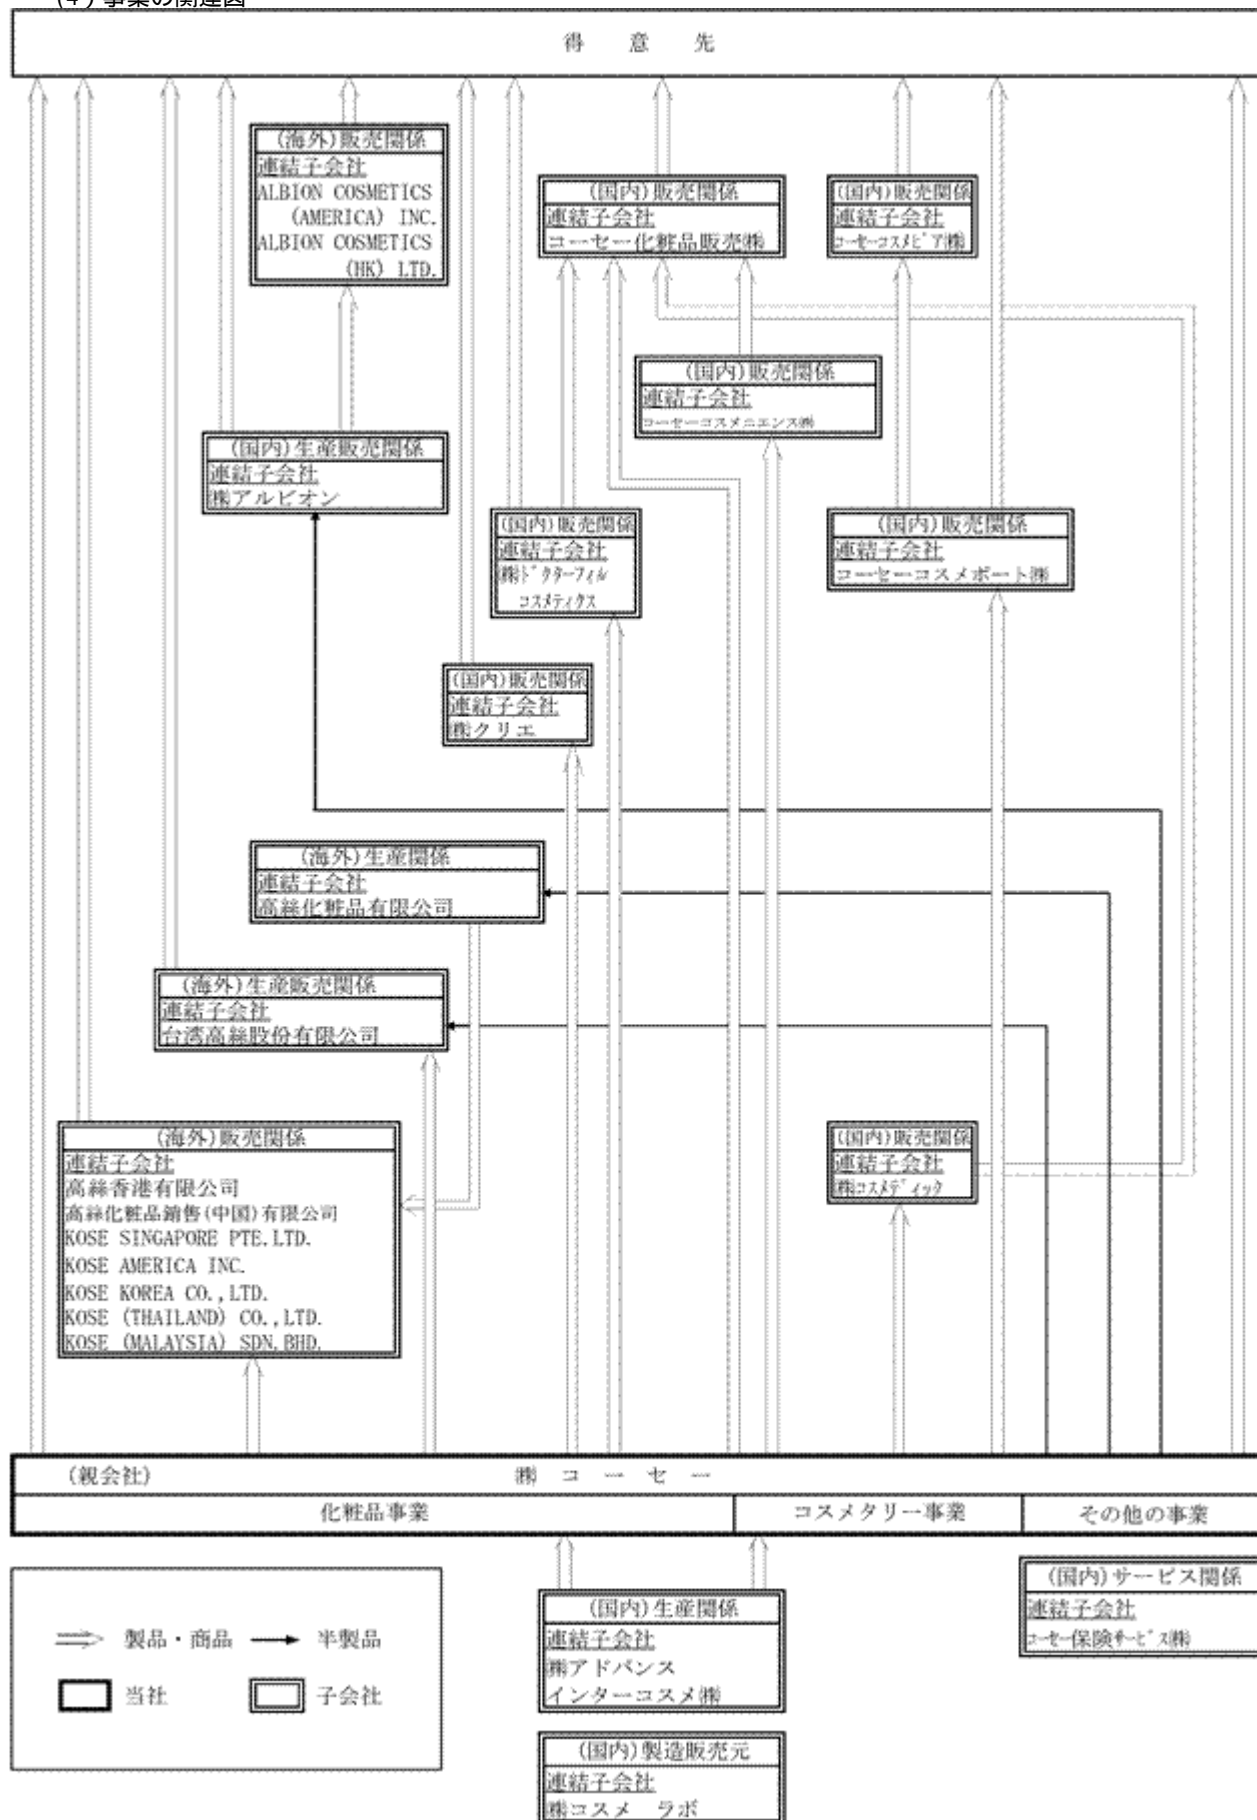 (4) 事業の関連図
得 意 先
(海外)販売関係
連結子会社
ALBION COSMETICS
(AMERICA) INC.
ALBION COSMETICS
(HK) LTD.
(国内)販売関係
連結子会社
コーセー化粧品販売㈱
(国内)販売関係
連結子会社
コーセーコスメピア㈱
(国内)販売関係
連結子会社
コーセーコスメニエンス㈱
(国内)生産販売関係
連結子会社
㈱アルビオン
(国内)販売関係
連結子会社
㈱ドクターフィル
コスメティクス
(国内)販売関係
連結子会社
コーセーコスメポート㈱
(国内)販売関係
連結子会社
㈱クリエ
(海外)生産関係
連結子会社
高絲化粧品有限公司
(海外)生産販売関係
連結子会社
台湾高絲股份有限公司
(海外)販売関係
連結子会社
高絲香港有限公司
高絲化粧品銷售(中国)有限公司
KOSE SINGAPORE PTE.LTD.
KOSE AMERICA INC.
KOSE KOREA CO.,LTD.
KOSE (THAILAND) CO.,LTD.
KOSE (MALAYSIA) SDN.BHD.
(国内)販売関係
連結子会社
㈱コスメディック
(親会社) ㈱ コ ー セ ー
化粧品事業 コスメタリー事業 その他の事業
(国内)サービス関係
連結子会社
コーセー保険サービス㈱
(国内)生産関係
連結子会社
㈱アドバンス
インターコスメ㈱
製品・商品 半製品
当社 子会社
(国内)製造販売元
連結子会社
㈱コスメ ラボ